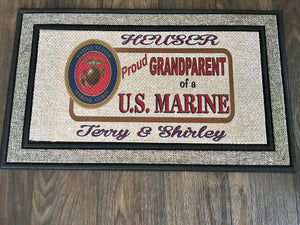 HEUSER
Proud GRANDPARENT
of a
U.S. MARINE
Terry & Shirley